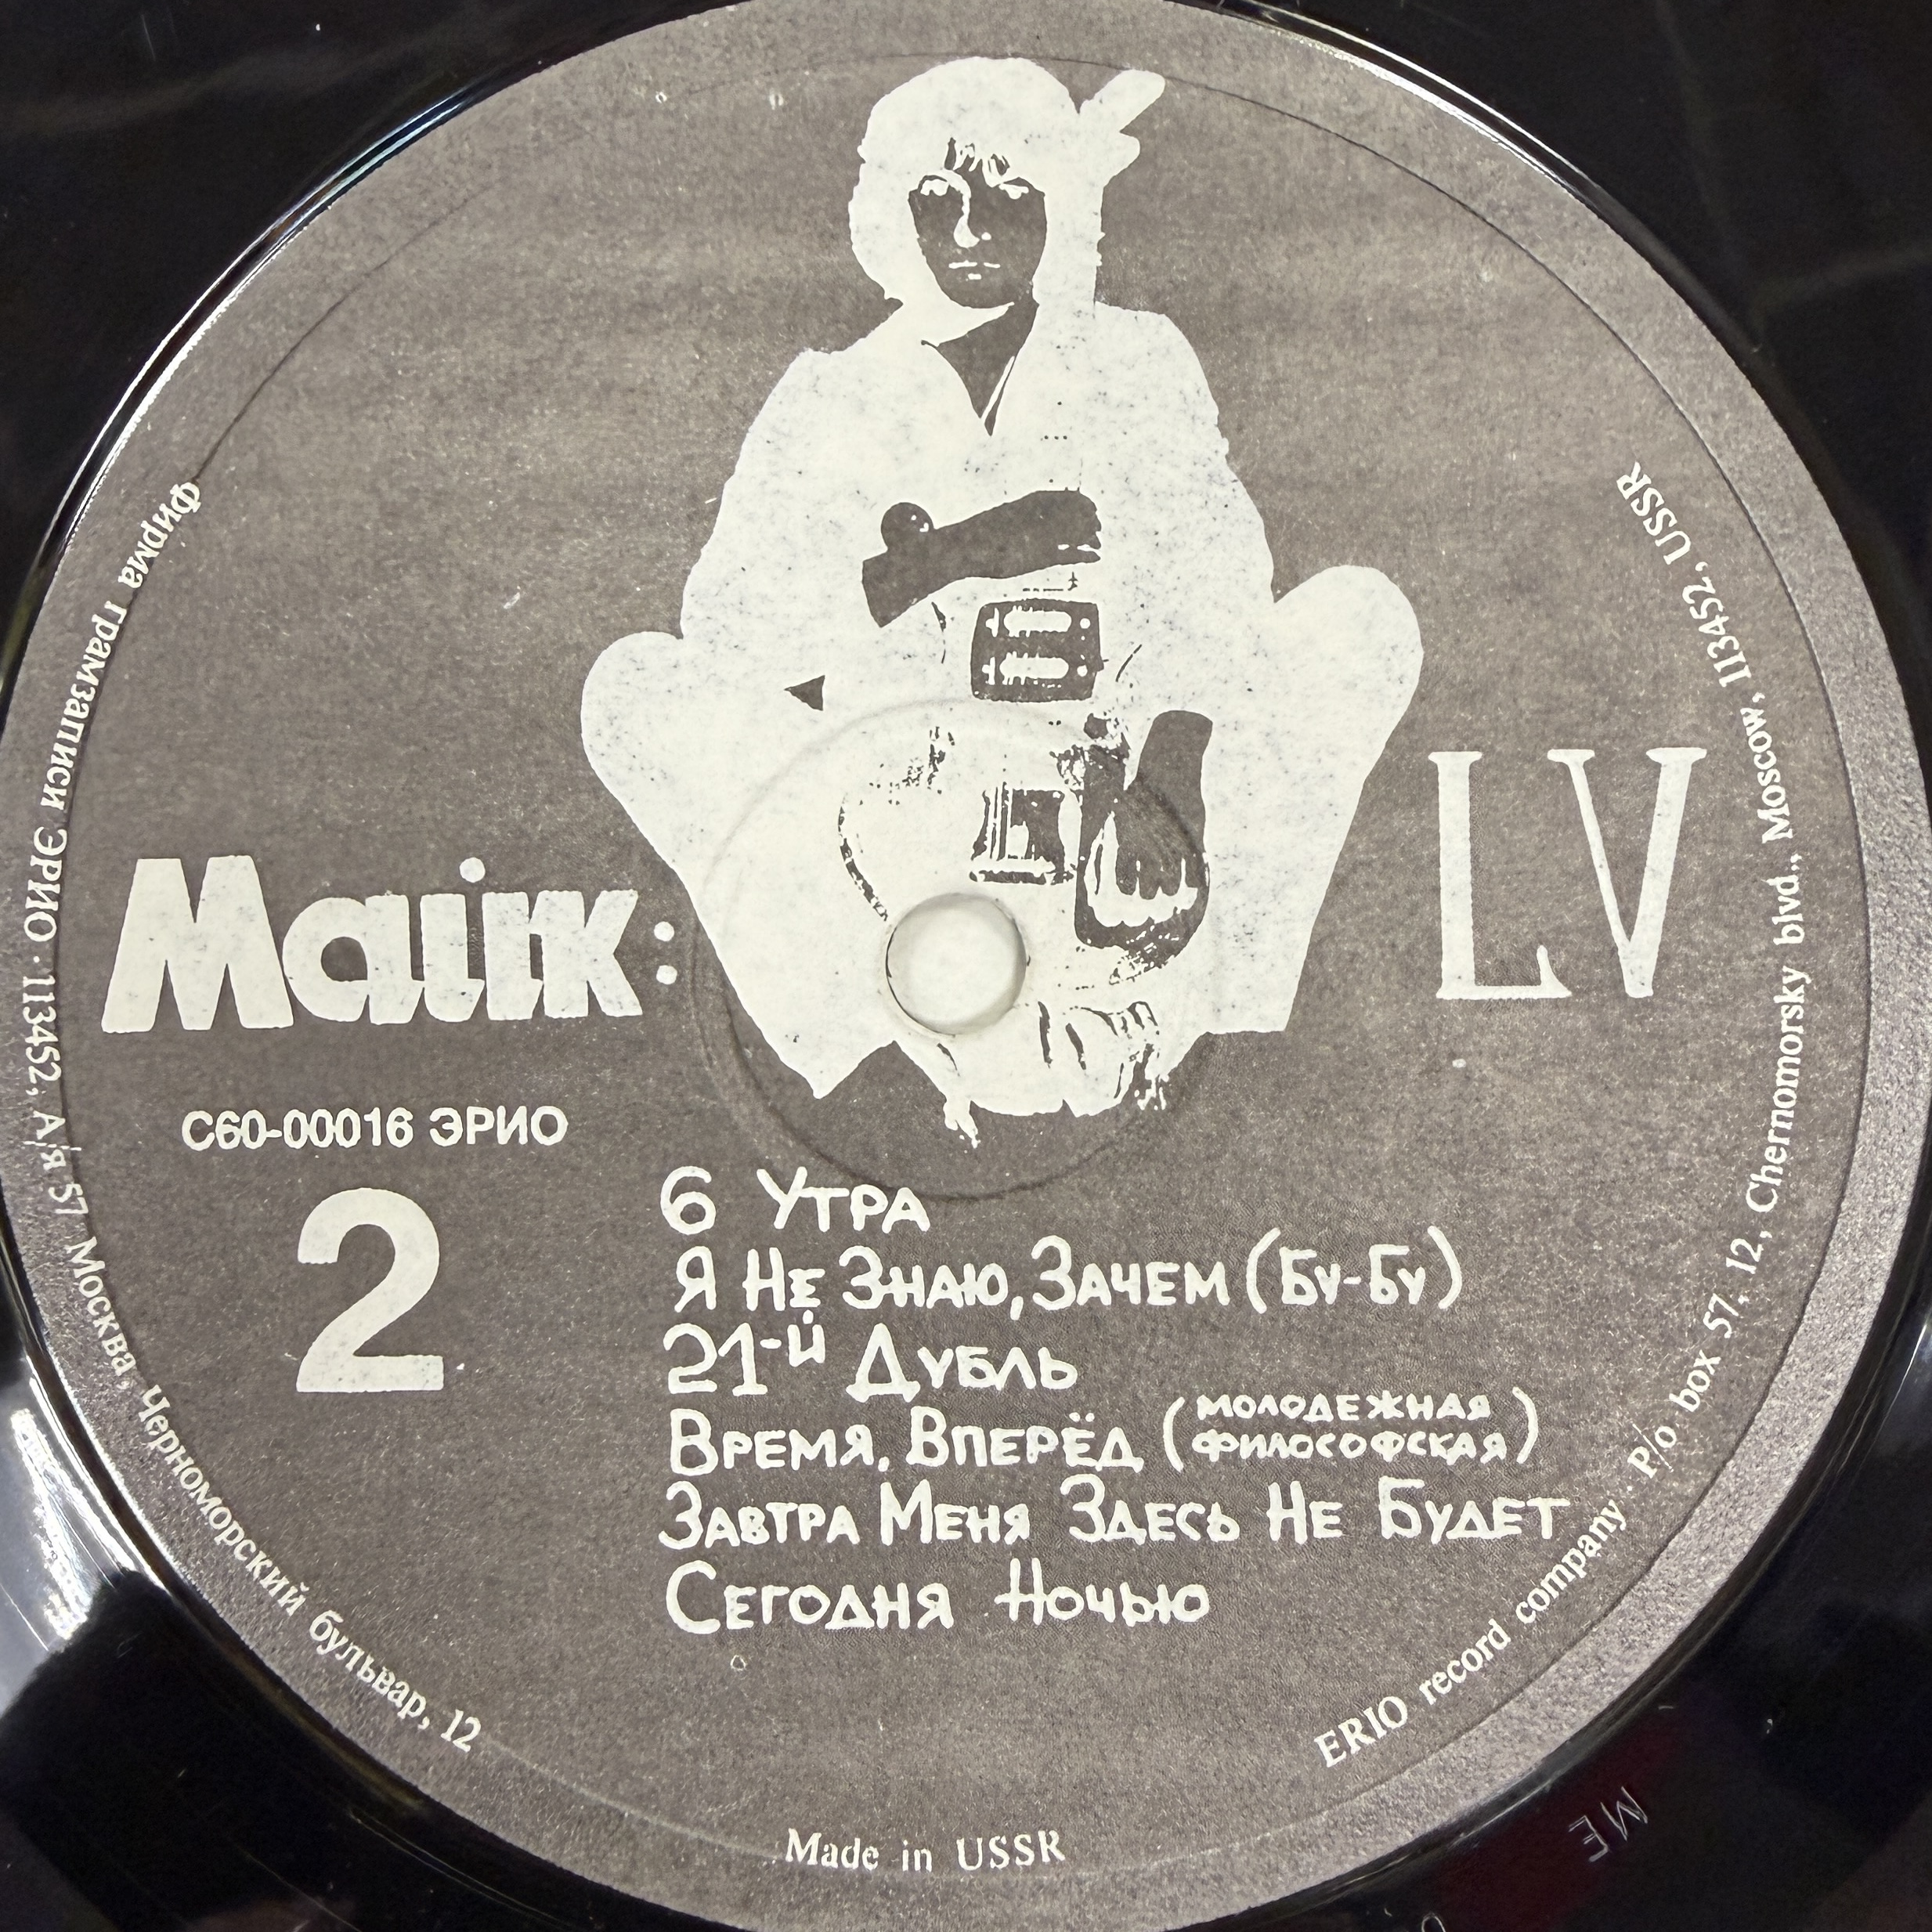 Майк:
LV
С60-00016 ЭРИО
2
6 Утра
Я Не Знаю, Зачем (Бу-Бу)
21-й Дубль
Время, Вперёд (молодежная философская)
Завтра Меня Здесь Не Будет
Сегодня Ночью
Фирма грамзаписи ЭРИО · 113452, А/я 57 Москва, Черноморский бульвар, 12
Made in USSR
ERIO record company · P/o box 57, 12, Chernomorsky blvd., Moscow, 113452, USSR
ME